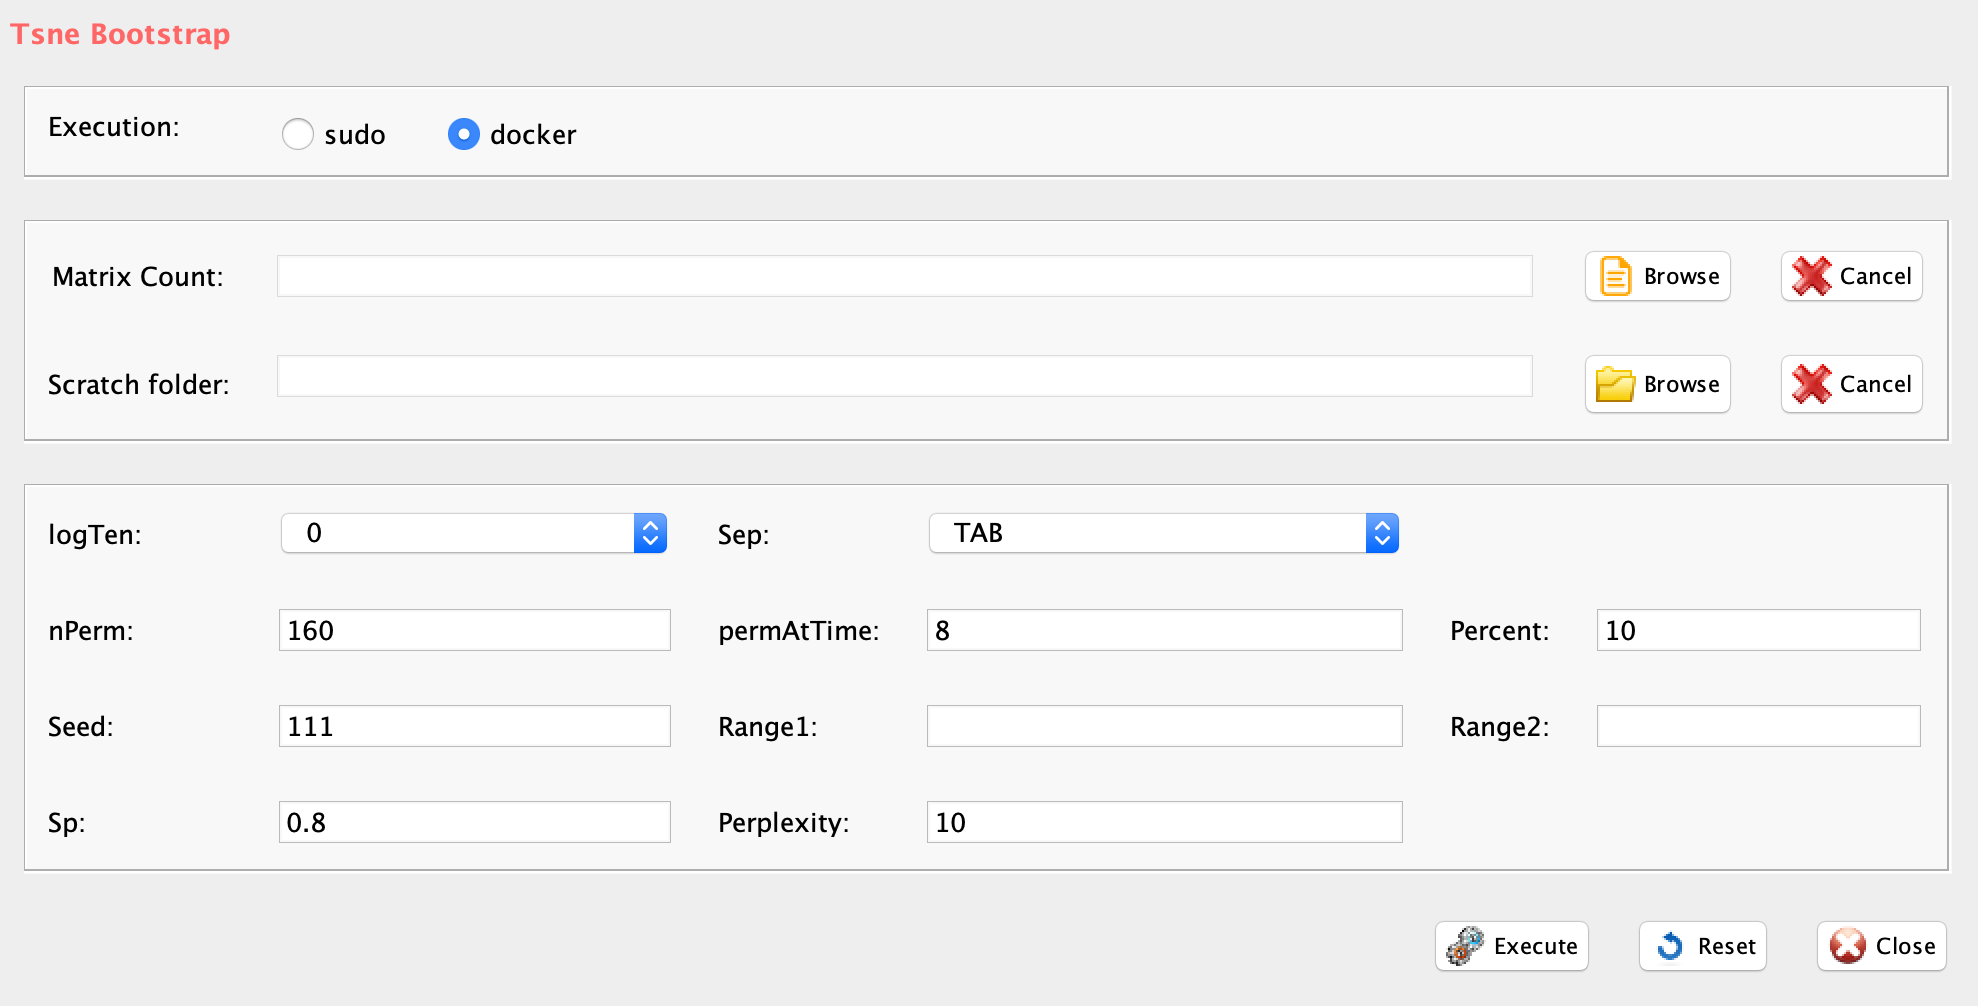 Tsne Bootstrap
Execution: sudo docker
Matrix Count: Browse Cancel
Scratch folder: Browse Cancel
logTen: 0 Sep: TAB
nPerm: 160 permAtTime: 8 Percent: 10
Seed: 111 Range1: Range2:
Sp: 0.8 Perplexity: 10
Execute Reset Close